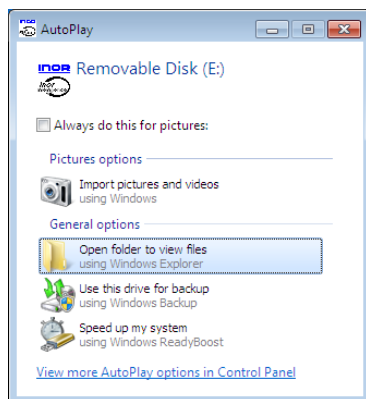 AutoPlay
INOR Removable Disk (E:)
Always do this for pictures:
Pictures options
Import pictures and videos
using Windows
General options
Open folder to view files
using Windows Explorer
Use this drive for backup
using Windows Backup
Speed up my system
using Windows ReadyBoost
View more AutoPlay options in Control Panel